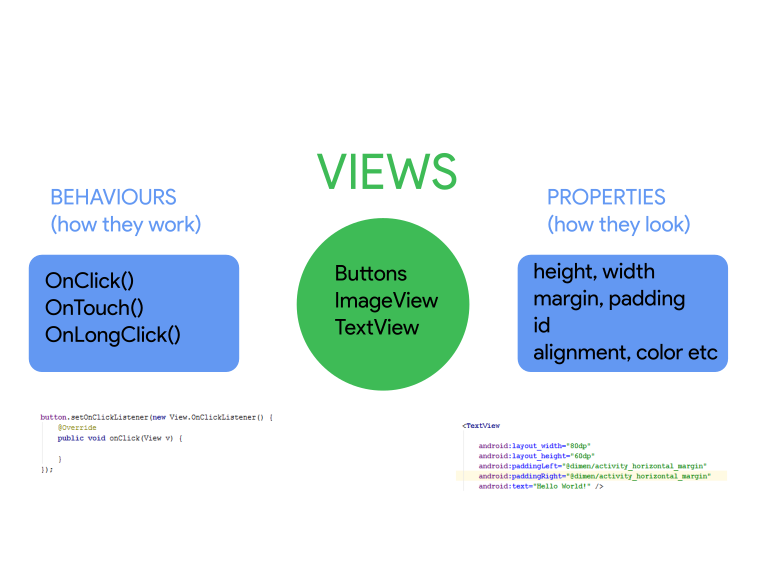 VIEWS
BEHAVIOURS
(how they work)
OnClick()
OnTouch()
OnLongClick()
Buttons
ImageView
TextView
PROPERTIES
(how they look)
height, width
margin, padding
id
alignment, color etc
button.setOnClickListener(new View.OnClickListener() {
@Override
public void onClick(View v) {
}
});
<TextView
android:layout_width="80dp"
android:layout_height="60dp"
android:paddingLeft="@dimen/activity_horizontal_margin"
android:paddingRight="@dimen/activity_horizontal_margin"
android:text="Hello World!" />